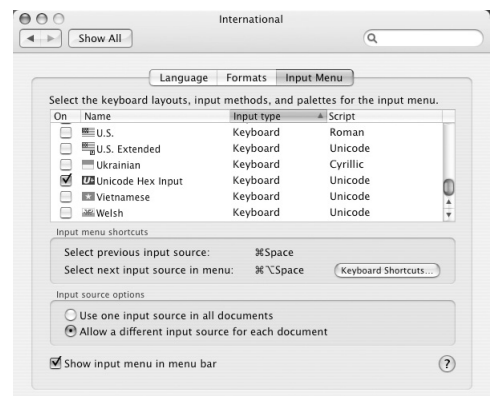 International
Show All
Language Formats Input Menu
Select the keyboard layouts, input methods, and palettes for the input menu.
On Name Input type Script
U.S. Keyboard Roman
U.S. Extended Keyboard Unicode
Ukrainian Keyboard Cyrillic
Unicode Hex Input Keyboard Unicode
Vietnamese Keyboard Unicode
Welsh Keyboard Unicode
Input menu shortcuts
Select previous input source: ⌘Space
Select next input source in menu: ⌘⌥Space Keyboard Shortcuts...
Input source options
Use one input source in all documents
Allow a different input source for each document
Show input menu in menu bar ?